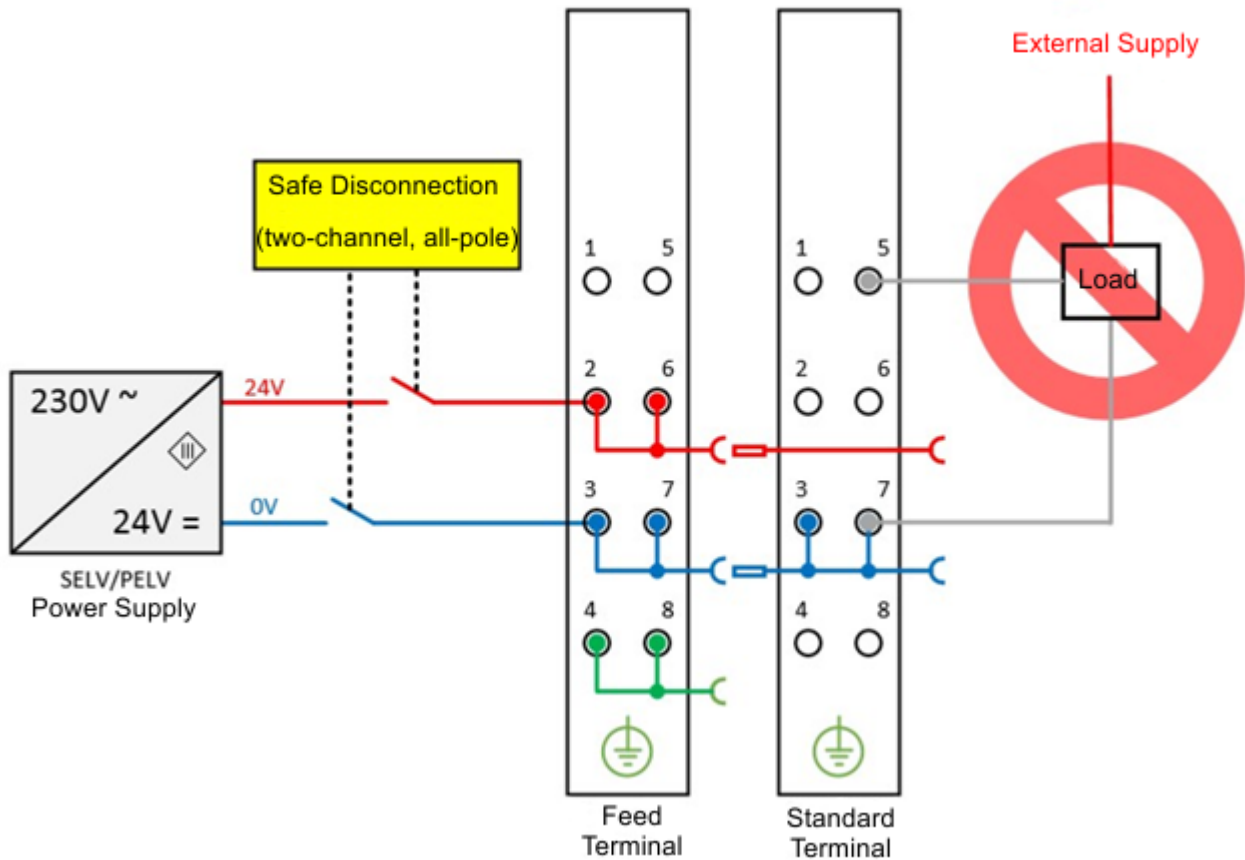 External Supply
Safe Disconnection
(two-channel, all-pole)
1 5
1 5
Load
230V ~
24V
2 6
2 6
III
24V =
0V
3 7
3 7
SELV/PELV
Power Supply
4 8
4 8
Feed
Terminal
Standard
Terminal